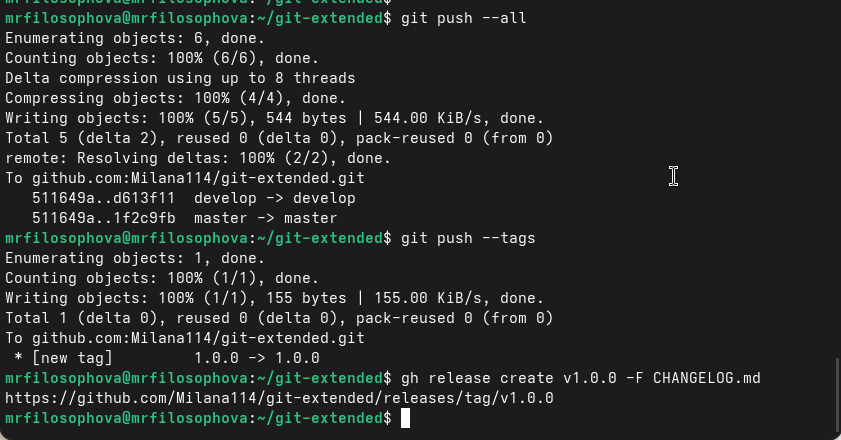 mrfilosophova@mrfilosophova:~/git-extended$ git push --all
Enumerating objects: 6, done.
Counting objects: 100% (6/6), done.
Delta compression using up to 8 threads
Compressing objects: 100% (4/4), done.
Writing objects: 100% (5/5), 544 bytes | 544.00 KiB/s, done.
Total 5 (delta 2), reused 0 (delta 0), pack-reused 0 (from 0)
remote: Resolving deltas: 100% (2/2), done.
To github.com:Milana114/git-extended.git
   511649a..d613f11  develop -> develop
   511649a..1f2c9fb  master -> master
mrfilosophova@mrfilosophova:~/git-extended$ git push --tags
Enumerating objects: 1, done.
Counting objects: 100% (1/1), done.
Writing objects: 100% (1/1), 155 bytes | 155.00 KiB/s, done.
Total 1 (delta 0), reused 0 (delta 0), pack-reused 0 (from 0)
To github.com:Milana114/git-extended.git
 * [new tag]         1.0.0 -> 1.0.0
mrfilosophova@mrfilosophova:~/git-extended$ gh release create v1.0.0 -F CHANGELOG.md
https://github.com/Milana114/git-extended/releases/tag/v1.0.0
mrfilosophova@mrfilosophova:~/git-extended$